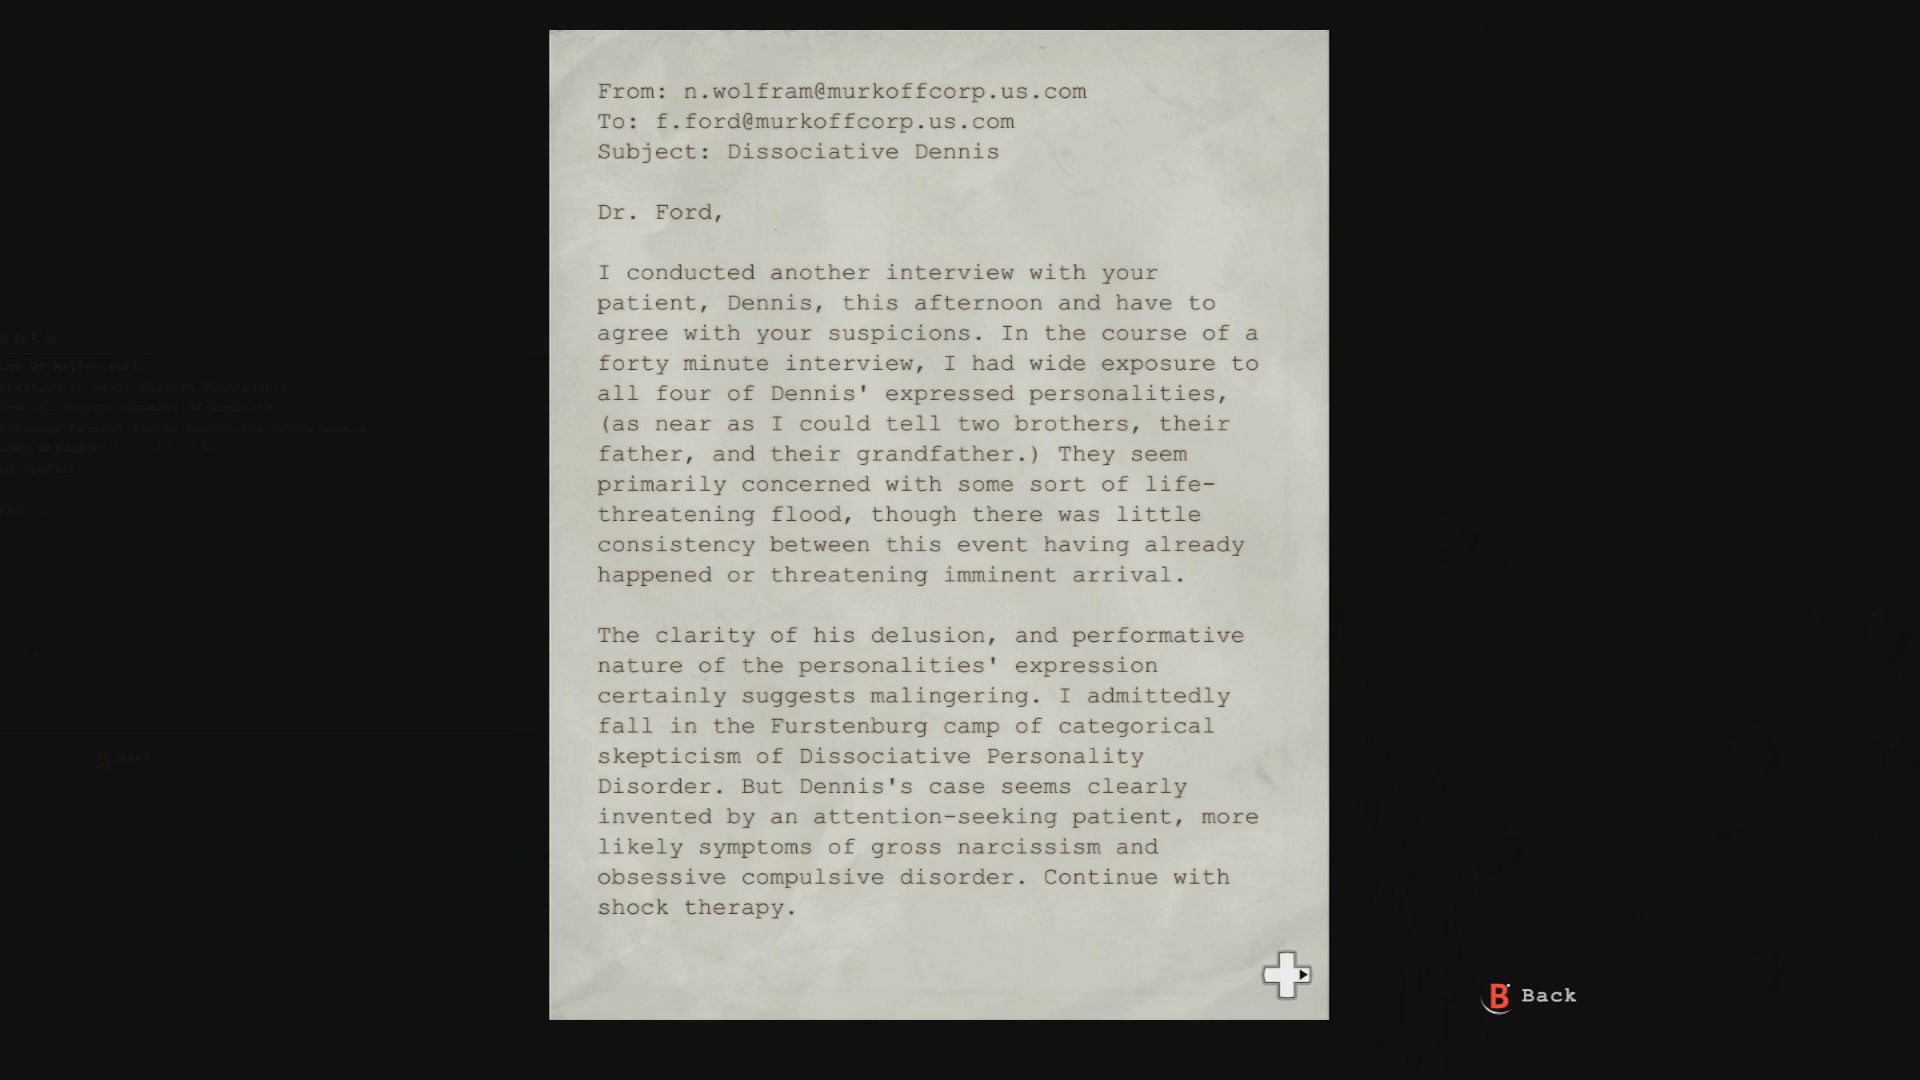 From: n.wolfram@murkoffcorp.us.com
To: f.ford@murkoffcorp.us.com
Subject: Dissociative Dennis
Dr. Ford,
I conducted another interview with your
patient, Dennis, this afternoon and have to
agree with your suspicions. In the course of a
forty minute interview, I had wide exposure to
all four of Dennis' expressed personalities,
(as near as I could tell two brothers, their
father, and their grandfather.) They seem
primarily concerned with some sort of life-
threatening flood, though there was little
consistency between this event having already
happened or threatening imminent arrival.
The clarity of his delusion, and performative
nature of the personalities' expression
certainly suggests malingering. I admittedly
fall in the Furstenburg camp of categorical
skepticism of Dissociative Personality
Disorder. But Dennis's case seems clearly
invented by an attention-seeking patient, more
likely symptoms of gross narcissism and
obsessive compulsive disorder. Continue with
shock therapy.
B Back
B Back